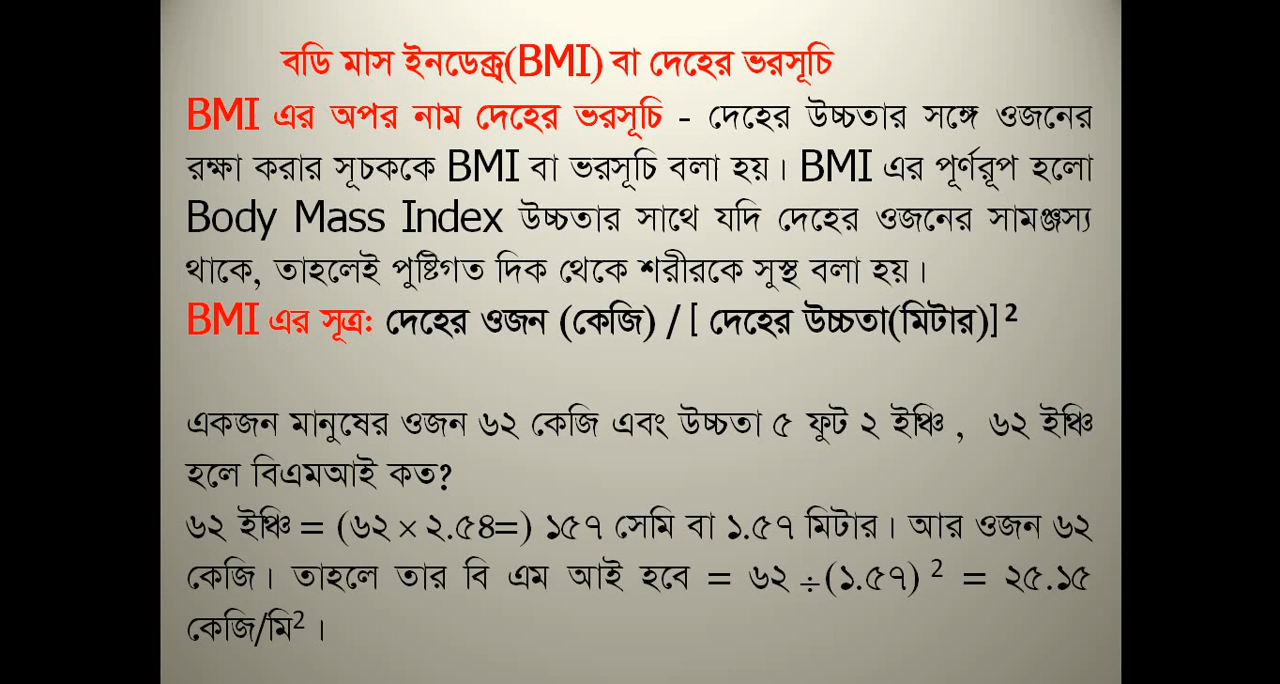 বডি মাস ইনডেক্স(BMI) বা দেহের ভরসূচি
BMI এর অপর নাম দেহের ভরসূচি - দেহের উচ্চতার সঙ্গে ওজনের
রক্ষা করার সূচককে BMI বা ভরসূচি বলা হয়। BMI এর পূর্ণরূপ হলো
Body Mass Index উচ্চতার সাথে যদি দেহের ওজনের সামঞ্জস্য
থাকে, তাহলেই পুষ্টিগত দিক থেকে শরীরকে সুস্থ বলা হয়।
BMI এর সূত্র: দেহের ওজন (কেজি) / [ দেহের উচ্চতা(মিটার)] ²
একজন মানুষের ওজন ৬২ কেজি এবং উচ্চতা ৫ ফুট ২ ইঞ্চি , ৬২ ইঞ্চি
হলে বিএমআই কত?
৬২ ইঞ্চি = (৬২ × ২.৫৪=) ১৫৭ সেমি বা ১.৫৭ মিটার। আর ওজন ৬২
কেজি। তাহলে তার বি এম আই হবে = ৬২ ÷(১.৫৭) ² = ২৫.১৫
কেজি/মি² ।